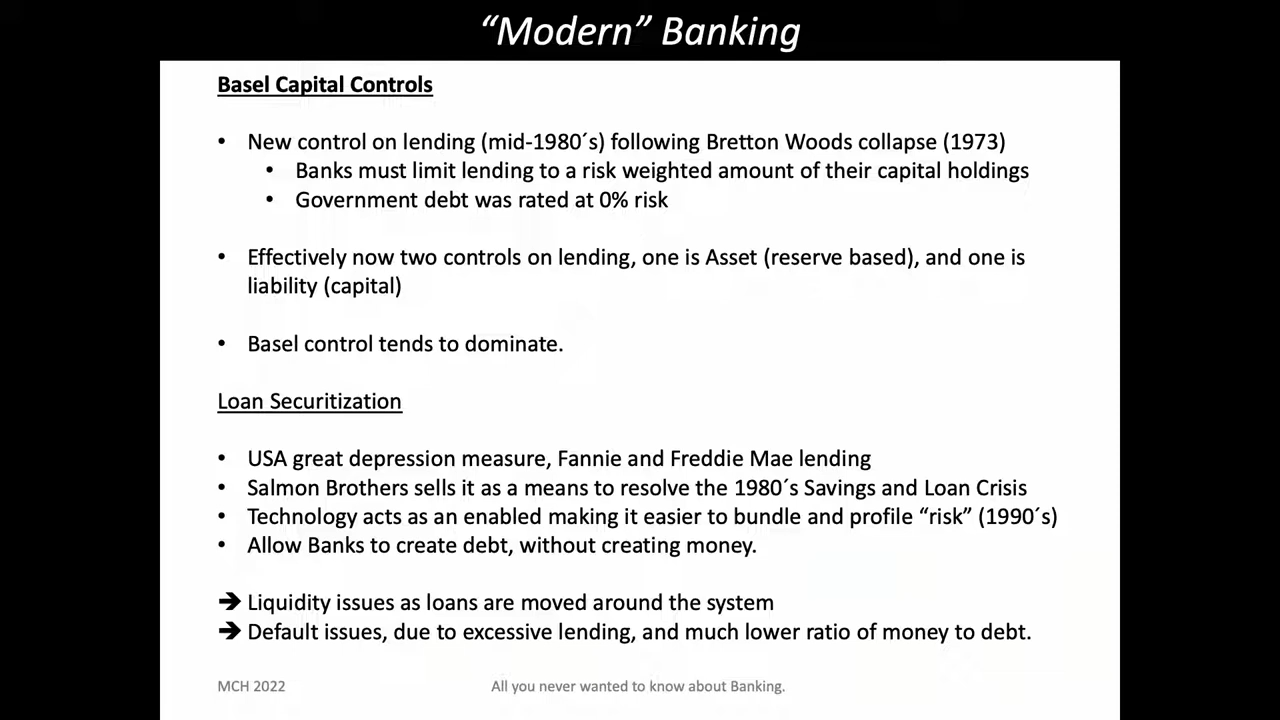 “Modern” Banking
Basel Capital Controls
• New control on lending (mid-1980´s) following Bretton Woods collapse (1973)
• Banks must limit lending to a risk weighted amount of their capital holdings
• Government debt was rated at 0% risk
• Effectively now two controls on lending, one is Asset (reserve based), and one is
liability (capital)
• Basel control tends to dominate.
Loan Securitization
• USA great depression measure, Fannie and Freddie Mae lending
• Salmon Brothers sells it as a means to resolve the 1980´s Savings and Loan Crisis
• Technology acts as an enabled making it easier to bundle and profile “risk” (1990´s)
• Allow Banks to create debt, without creating money.
➔ Liquidity issues as loans are moved around the system
➔ Default issues, due to excessive lending, and much lower ratio of money to debt.
MCH 2022 All you never wanted to know about Banking.